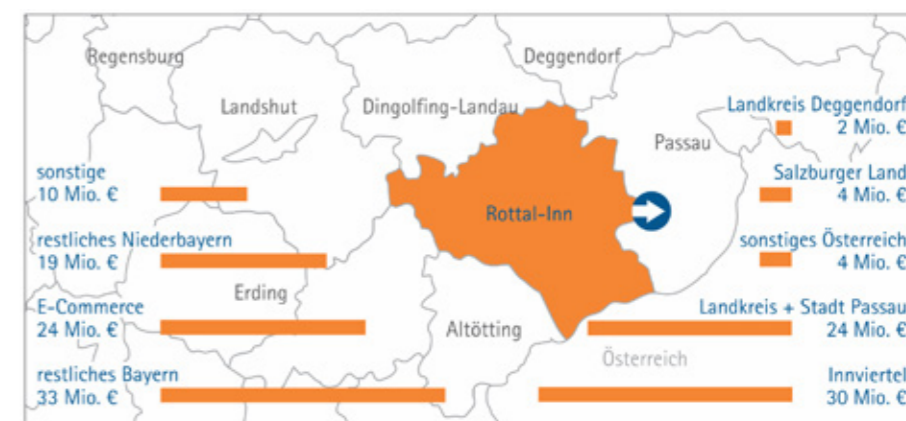 Regensburg
Deggendorf
Landshut
Dingolfing-Landau
Landkreis Deggendorf
2 Mio. €
Passau
sonstige
10 Mio. €
Salzburger Land
4 Mio. €
Rottal-Inn
restliches Niederbayern
19 Mio. €
sonstiges Österreich
4 Mio. €
Erding
E-Commerce
24 Mio. €
Altötting
Landkreis + Stadt Passau
24 Mio. €
Österreich
restliches Bayern
33 Mio. €
Innviertel
30 Mio. €